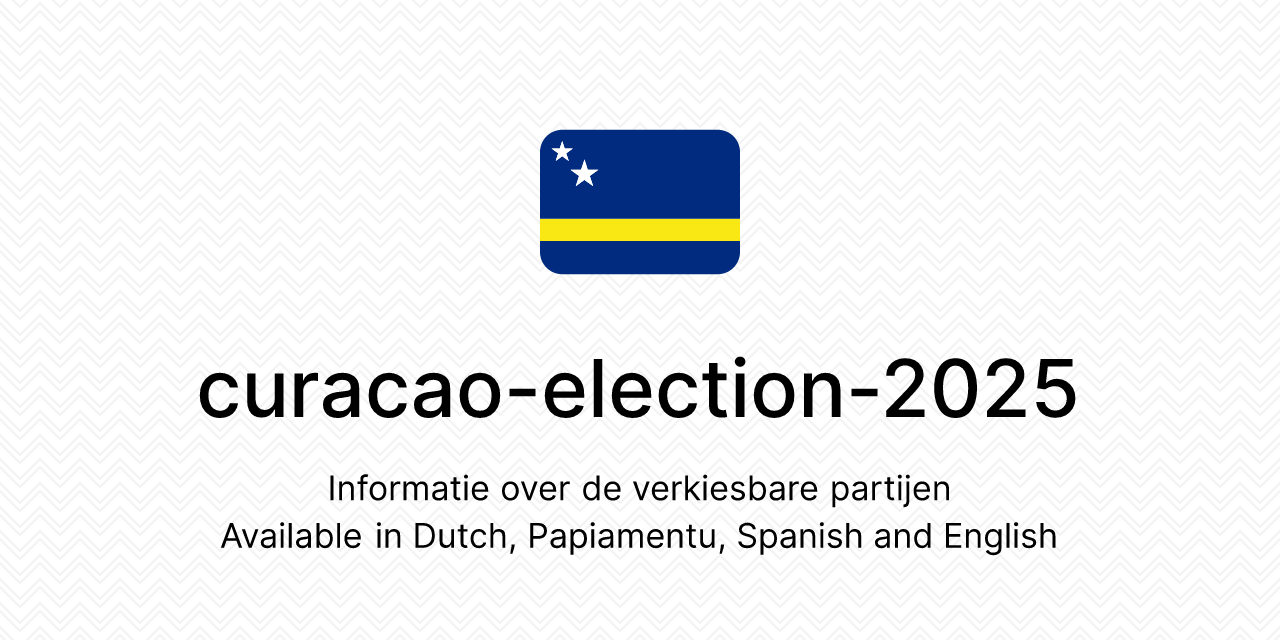 curacao-election-2025
Informatie over de verkiesbare partijen
Available in Dutch, Papiamentu, Spanish and English